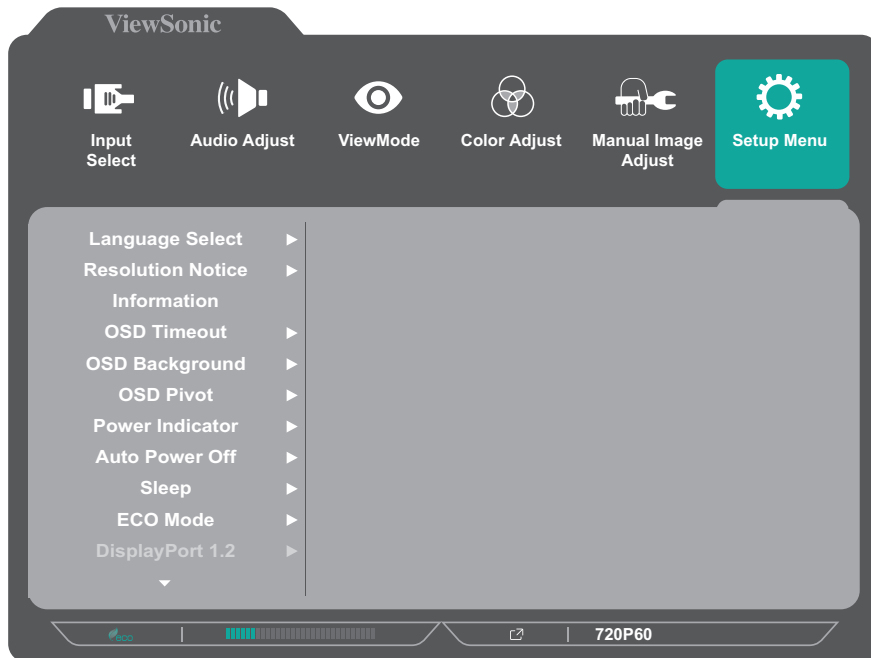 ViewSonic
Input
Select
Audio Adjust
ViewMode
Color Adjust
Manual Image
Adjust
Setup Menu
Language Select
Resolution Notice
Information
OSD Timeout
OSD Background
OSD Pivot
Power Indicator
Auto Power Off
Sleep
ECO Mode
DisplayPort 1.2
eco
720P60